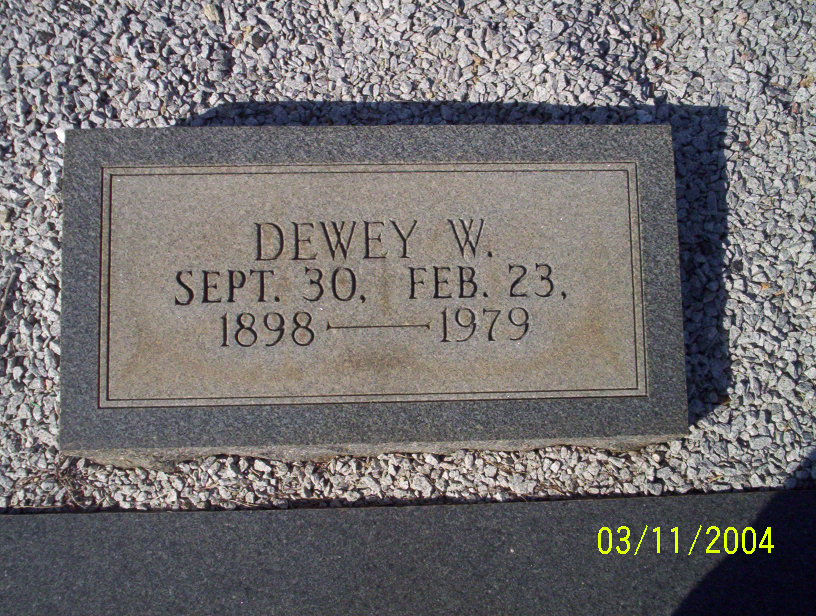 DEWEY W.
SEPT. 30, FEB. 23,
1898 — 1979
03/11/2004